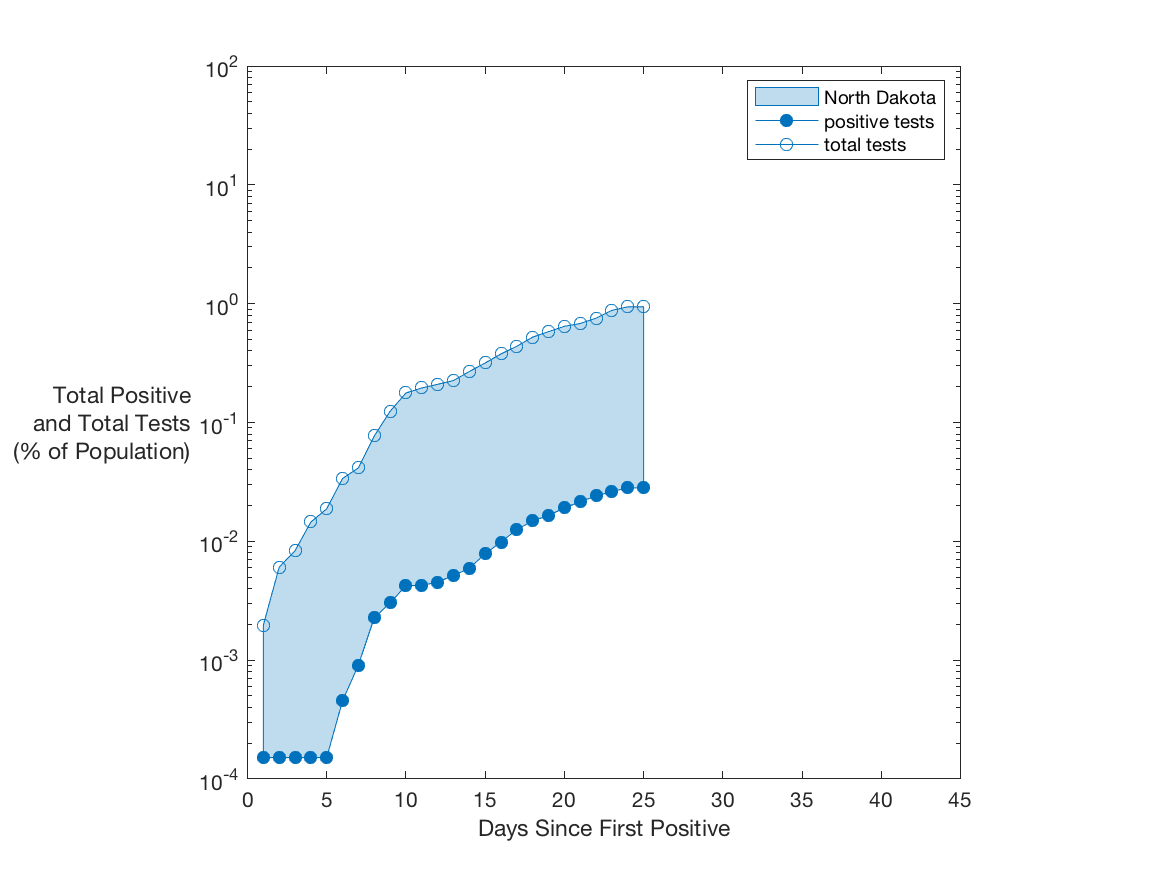 10^2
10^1
10^0
10^-1
10^-2
10^-3
10^-4
Total Positive
and Total Tests
(% of Population)
North Dakota
positive tests
total tests
0 5 10 15 20 25 30 35 40 45
Days Since First Positive